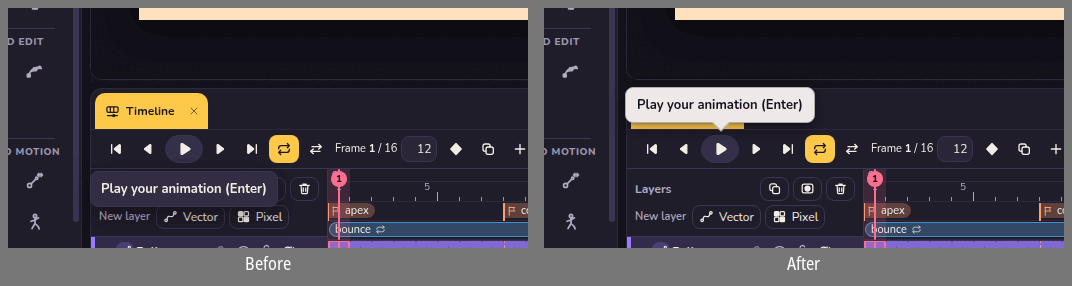 D EDIT
Timeline
Frame 1 / 16 12
D MOTION
Play your animation (Enter)
1
5
New layer Vector Pixel
apex
bounce
Before
D EDIT
Play your animation (Enter)
Frame 1 / 16 12
D MOTION
Layers
1
5
New layer Vector Pixel
apex
bounce
After